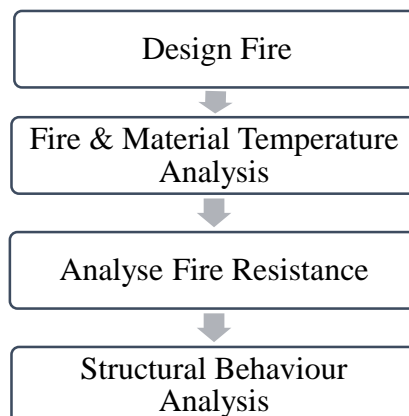 Design Fire
Fire & Material Temperature
Analysis
Analyse Fire Resistance
Structural Behaviour
Analysis